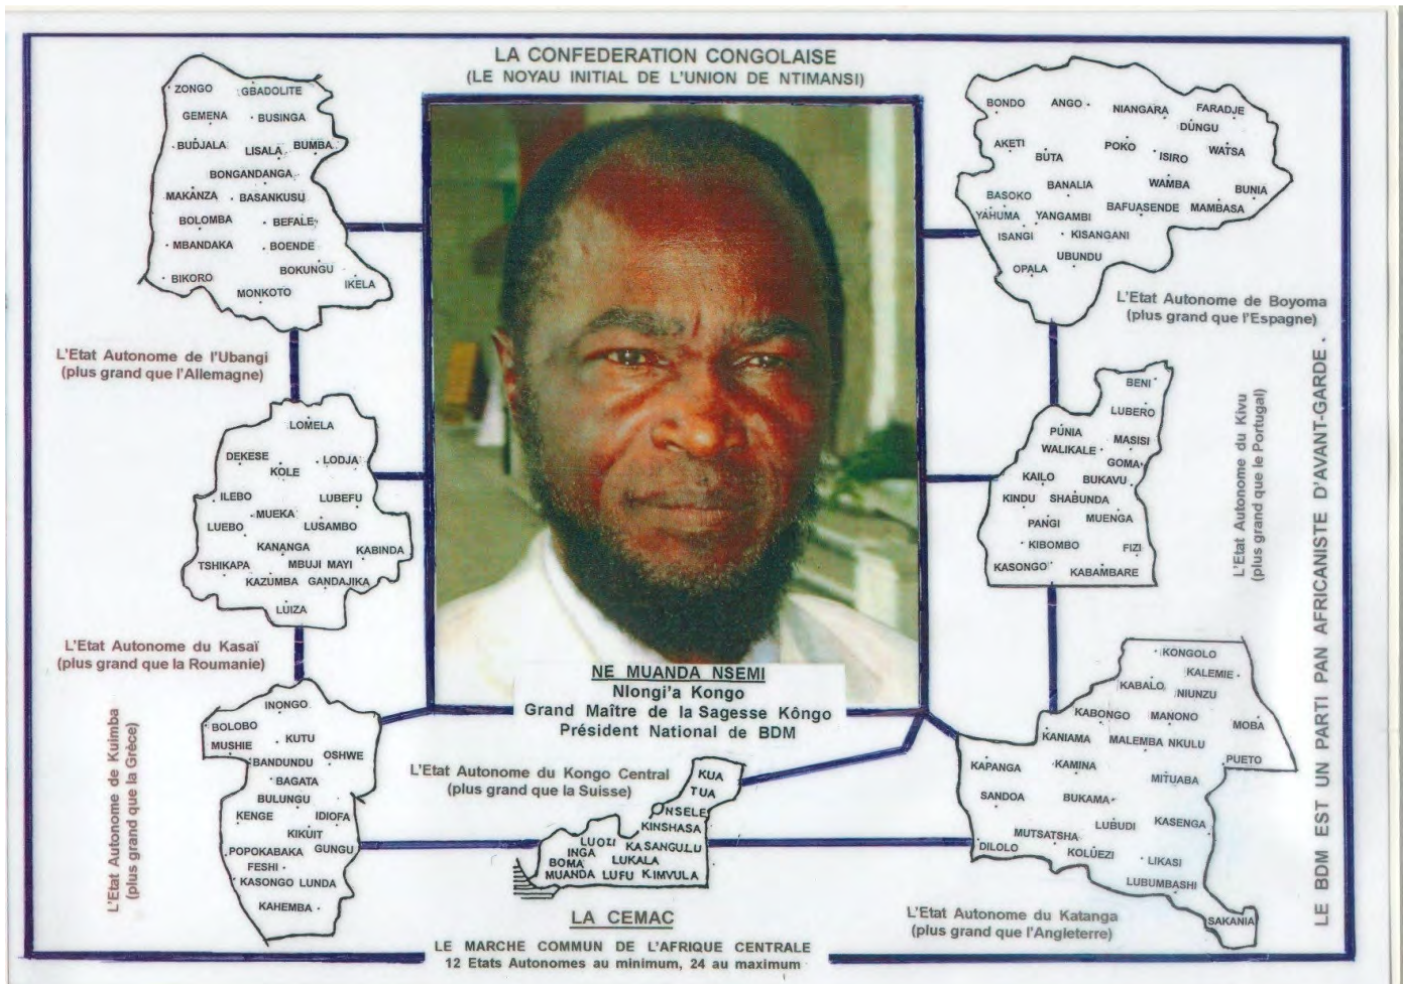 LA CONFEDERATION CONGOLAISE
(LE NOYAU INITIAL DE L'UNION DE NTIMANSI)
ZONGO GBADOLITE
GEMENA BUSINGA
BUDJALA LISALA BUMBA
BONGANDANGA
MAKANZA BASANKUSU
BOLOMBA BEFALE
MBANDAKA BOENDE
BOKUNGU
BIKORO IKELA
MONKOTO
L'Etat Autonome de l'Ubangi
(plus grand que l'Allemagne)
BONDO ANGO NIANGARA FARADJE
DUNGU
AKETI BUTA POKO ISIRO WATSA
BANALIA WAMBA BUNIA
BASOKO
YAHUMA YANGAMBI BAFUASENDE MAMBASA
ISANGI KISANGANI
UBUNDU
OPALA
L'Etat Autonome de Boyoma
(plus grand que l'Espagne)
LOMELA
DEKESE KOLE LODJA
ILEBO LUBEFU
MUEKA
LUEBO LUSAMBO
KANANGA KABINDA
TSHIKAPA MBUJI MAYI
KAZUMBA GANDAJIKA
LUIZA
L'Etat Autonome du Kasaï
(plus grand que la Roumanie)
BENI
LUBERO
PUNIA MASISI
WALIKALE
GOMA
KAILO BUKAVU
KINDU SHABUNDA
PANGI MUENGA
KIBOMBO FIZI
KASONGO KABAMBARE
L'Etat Autonome du Kivu
(plus grand que le Portugal)
NE MUANDA NSEMI
Nlongi'a Kongo
Grand Maître de la Sagesse Kôngo
Président National de BDM
INONGO
BOLOBO
MUSHIE KUTU
BANDUNDU OSHWE
BAGATA
BULUNGU
KENGE IDIOFA
KIKUIT
POPOKABAKA GUNGU
FESHI
KASONGO LUNDA
KAHEMBA
L'Etat Autonome de Kuimba
(plus grand que la Grèce)
L'Etat Autonome du Kongo Central
(plus grand que la Suisse)
KUA
TUA
NSELE
KINSHASA
LUOZI KASANGULU
INGA
BOMA LUKALA
MUANDA LUFU KIMVULA
KONGOLO
KALEMIE
KABALO NIUNZU
KABONGO MANONO MOBA
KANIAMA MALEMBA NKULU
PUETO
KAPANGA KAMINA
MITUABA
SANDOA BUKAMA
LUBUDI KASENGA
MUTSATSHA
DILOLO KOLUEZI LIKASI
LUBUMBASHI
SAKANIA
L'Etat Autonome du Katanga
(plus grand que l'Angleterre)
LA CEMAC
LE MARCHE COMMUN DE L'AFRIQUE CENTRALE
12 Etats Autonomes au minimum, 24 au maximum
LE BDM EST UN PARTI PAN AFRICANISTE D'AVANT-GARDE.